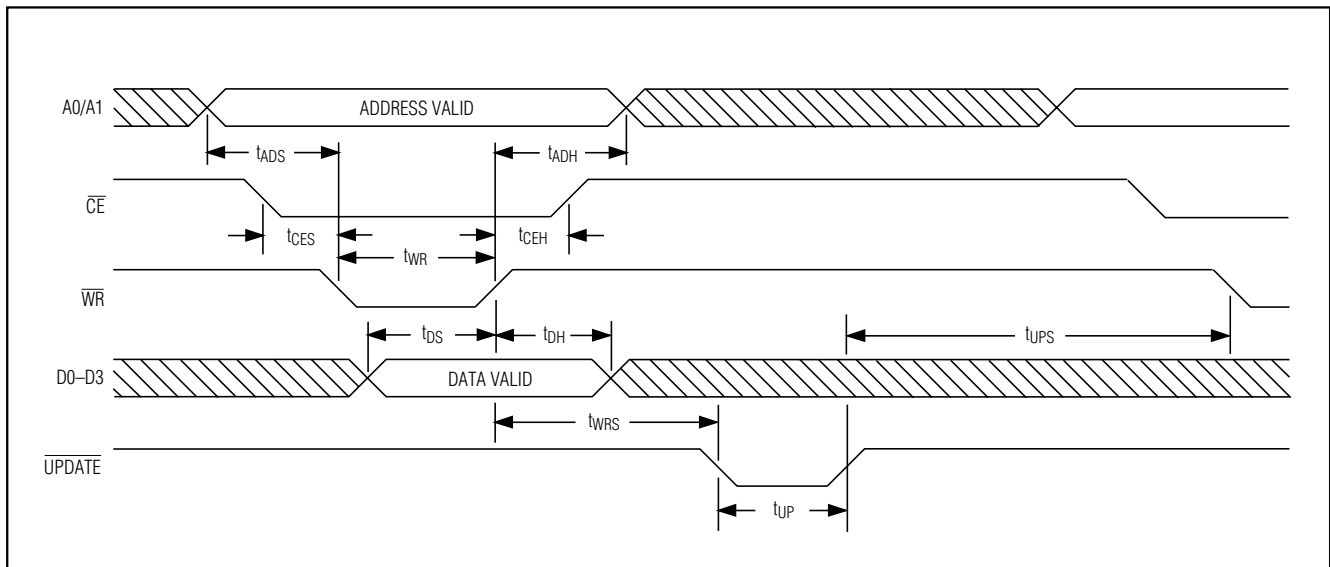 A0/A1
ADDRESS VALID
tADS
tADH
CE
tCES
tCEH
tWR
WR
tDS
tDH
tUPS
D0–D3
DATA VALID
tWRS
UPDATE
tUP